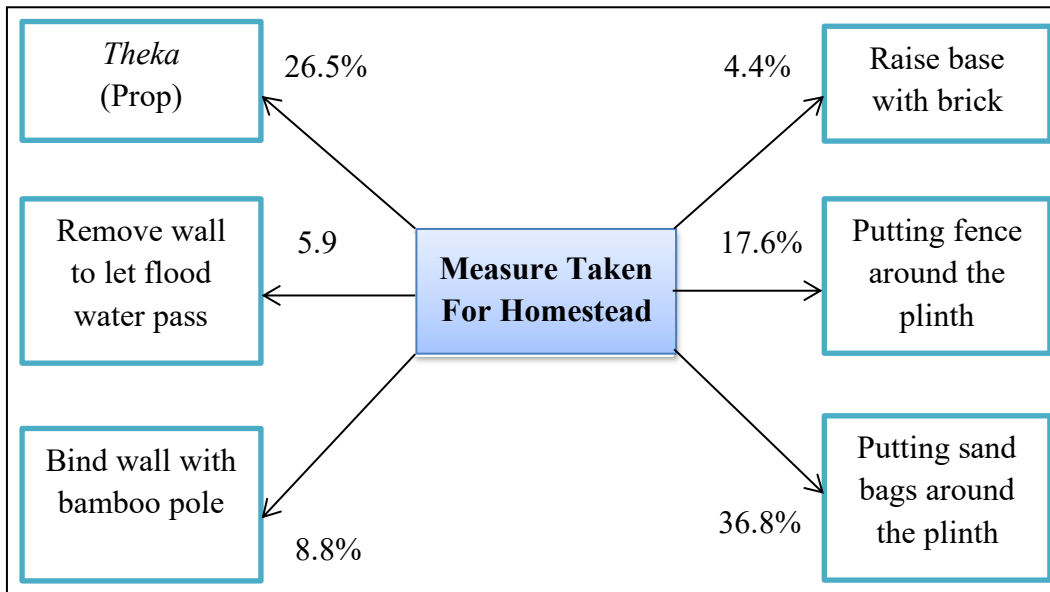 Theka
(Prop)
26.5%
4.4%
Raise base
with brick
Remove wall
to let flood
water pass
5.9
Measure Taken
For Homestead
17.6%
Putting fence
around the
plinth
Bind wall with
bamboo pole
8.8%
36.8%
Putting sand
bags around
the plinth